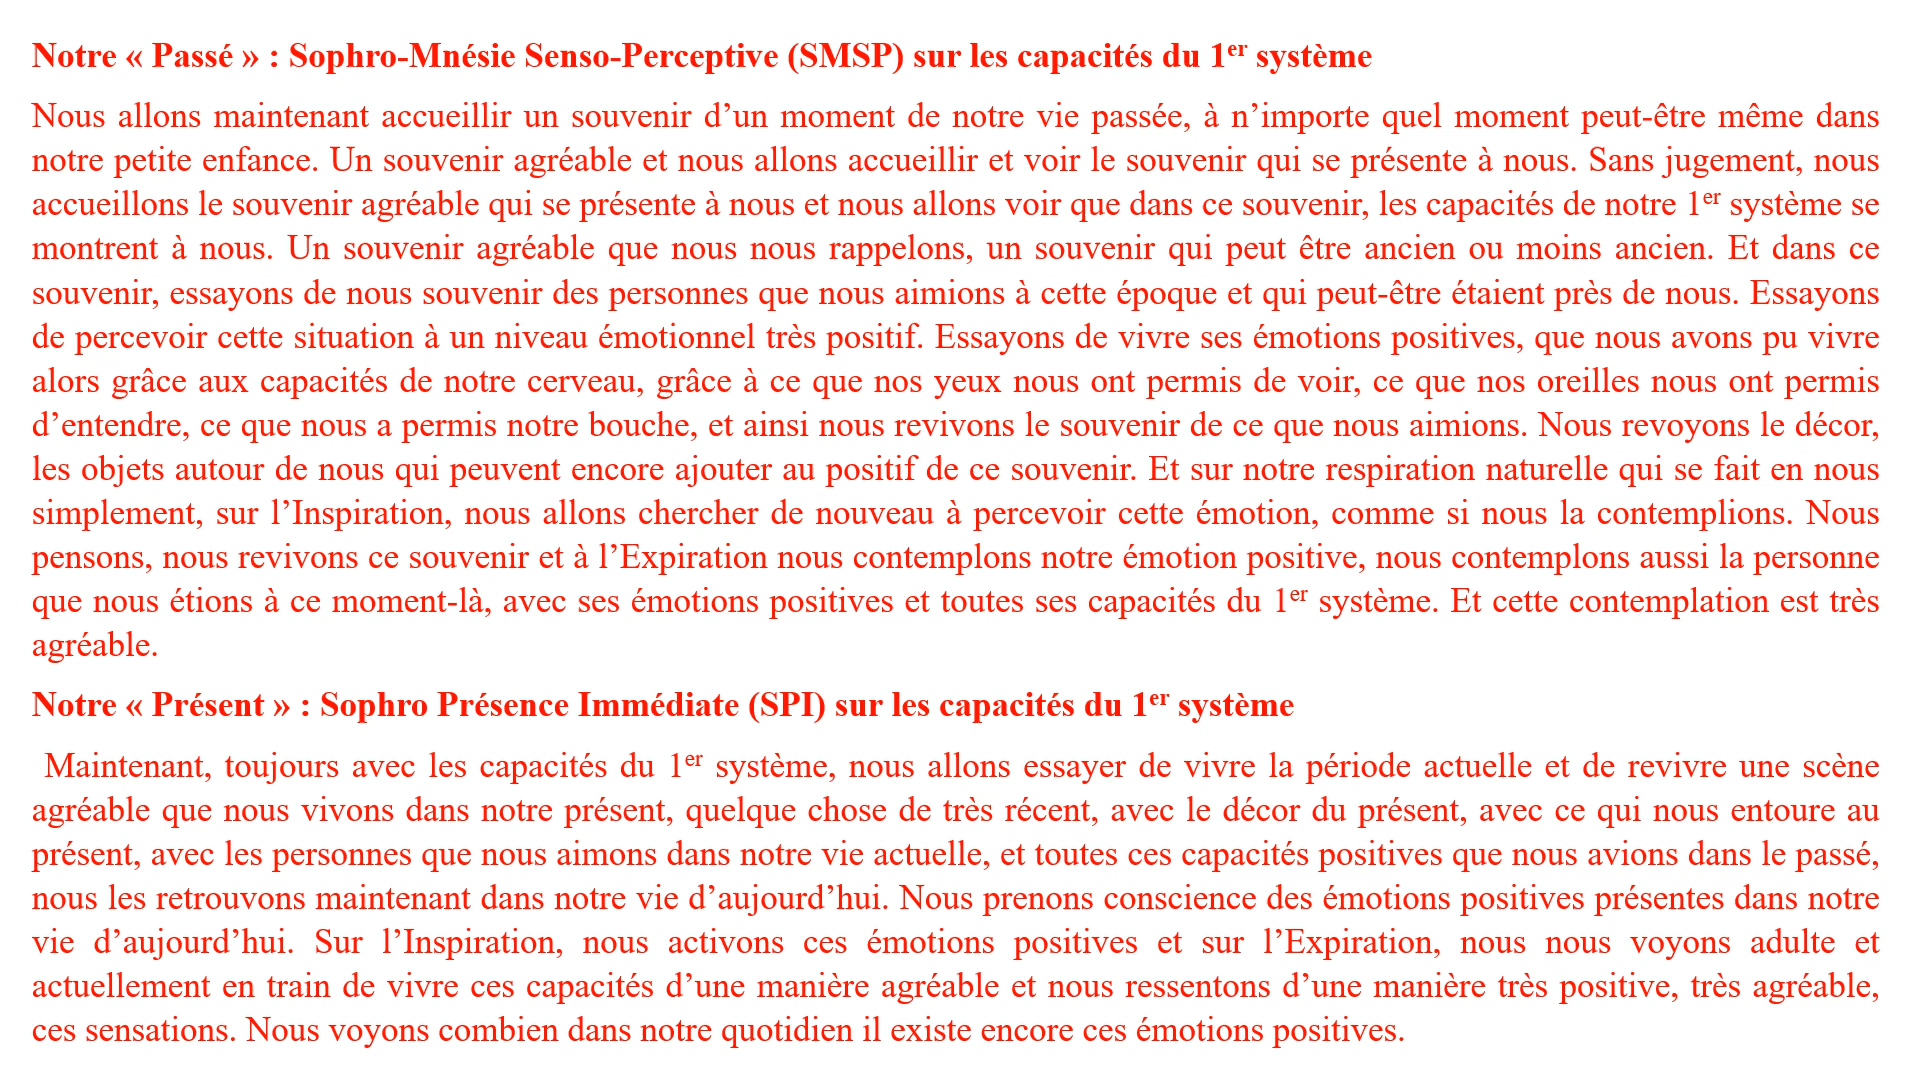 Notre « Passé » : Sophro-Mnésie Senso-Perceptive (SMSP) sur les capacités du 1er système
Nous allons maintenant accueillir un souvenir d’un moment de notre vie passée, à n’importe quel moment peut-être même dans
notre petite enfance. Un souvenir agréable et nous allons accueillir et voir le souvenir qui se présente à nous. Sans jugement, nous
accueillons le souvenir agréable qui se présente à nous et nous allons voir que dans ce souvenir, les capacités de notre 1er système se
montrent à nous. Un souvenir agréable que nous nous rappelons, un souvenir qui peut être ancien ou moins ancien. Et dans ce
souvenir, essayons de nous souvenir des personnes que nous aimions à cette époque et qui peut-être étaient près de nous. Essayons
de percevoir cette situation à un niveau émotionnel très positif. Essayons de vivre ses émotions positives, que nous avons pu vivre
alors grâce aux capacités de notre cerveau, grâce à ce que nos yeux nous ont permis de voir, ce que nos oreilles nous ont permis
d’entendre, ce que nous a permis notre bouche, et ainsi nous revivons le souvenir de ce que nous aimions. Nous revoyons le décor,
les objets autour de nous qui peuvent encore ajouter au positif de ce souvenir. Et sur notre respiration naturelle qui se fait en nous
simplement, sur l’Inspiration, nous allons chercher de nouveau à percevoir cette émotion, comme si nous la contemplions. Nous
pensons, nous revivons ce souvenir et à l’Expiration nous contemplons notre émotion positive, nous contemplons aussi la personne
que nous étions à ce moment-là, avec ses émotions positives et toutes ses capacités du 1er système. Et cette contemplation est très
agréable.
Notre « Présent » : Sophro Présence Immédiate (SPI) sur les capacités du 1er système
Maintenant, toujours avec les capacités du 1er système, nous allons essayer de vivre la période actuelle et de revivre une scène
agréable que nous vivons dans notre présent, quelque chose de très récent, avec le décor du présent, avec ce qui nous entoure au
présent, avec les personnes que nous aimons dans notre vie actuelle, et toutes ces capacités positives que nous avions dans le passé,
nous les retrouvons maintenant dans notre vie d’aujourd’hui. Nous prenons conscience des émotions positives présentes dans notre
vie d’aujourd’hui. Sur l’Inspiration, nous activons ces émotions positives et sur l’Expiration, nous nous voyons adulte et
actuellement en train de vivre ces capacités d’une manière agréable et nous ressentons d’une manière très positive, très agréable,
ces sensations. Nous voyons combien dans notre quotidien il existe encore ces émotions positives.